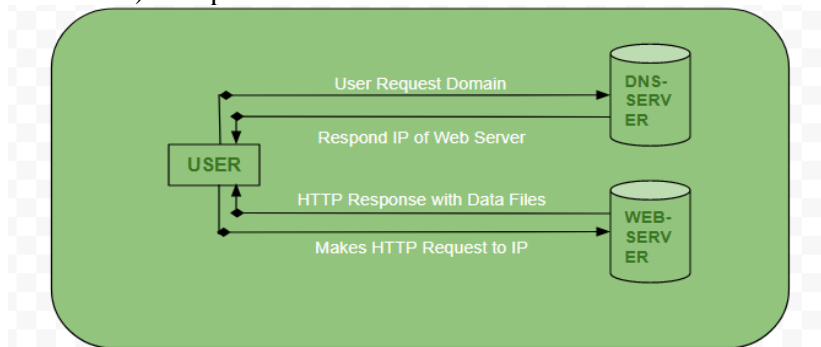 User Request Domain
DNS-
SERV
ER
Respond IP of Web Server
USER
HTTP Response with Data Files
WEB-
SERV
ER
Makes HTTP Request to IP